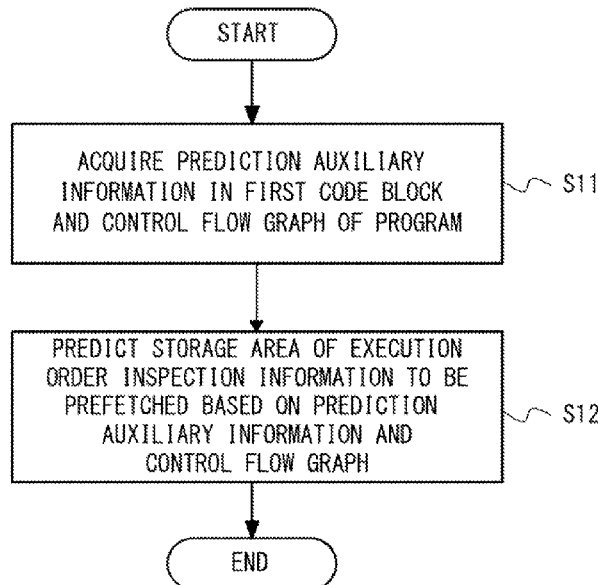 START
ACQUIRE PREDICTION AUXILIARY
INFORMATION IN FIRST CODE BLOCK
AND CONTROL FLOW GRAPH OF PROGRAM
S11
PREDICT STORAGE AREA OF EXECUTION
ORDER INSPECTION INFORMATION TO BE
PREFETCHED BASED ON PREDICTION
AUXILIARY INFORMATION AND
CONTROL FLOW GRAPH
S12
END